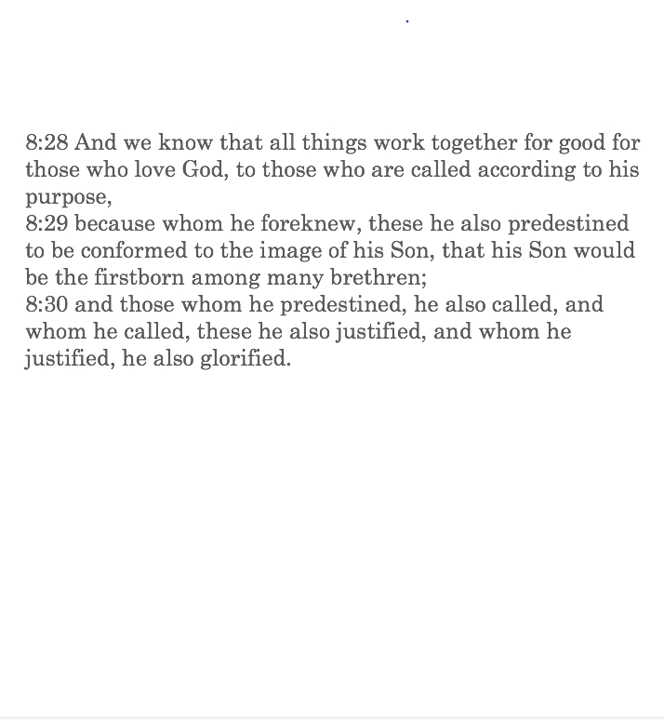 8:28 And we know that all things work together for good for
those who love God, to those who are called according to his
purpose,
8:29 because whom he foreknew, these he also predestined
to be conformed to the image of his Son, that his Son would
be the firstborn among many brethren;
8:30 and those whom he predestined, he also called, and
whom he called, these he also justified, and whom he
justified, he also glorified.